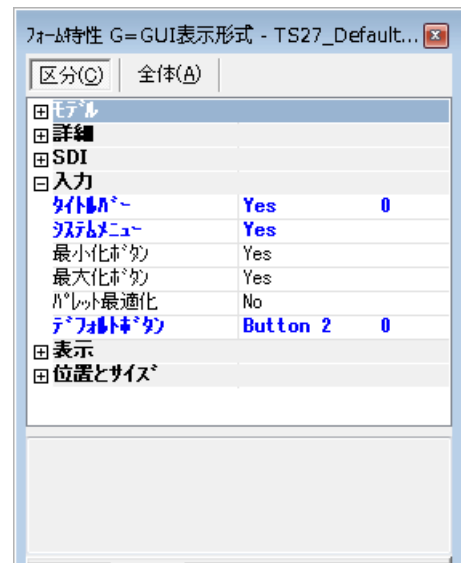 フォーム特性 G=GUI表示形式 - TS27_Default...
区分(C) 全体(A)
モデル
詳細
SDI
入力
タイトルバー Yes 0
システムメニュー Yes
最小化ボタン Yes
最大化ボタン Yes
パレット最適化 No
デフォルトボタン Button 2 0
表示
位置とサイズ